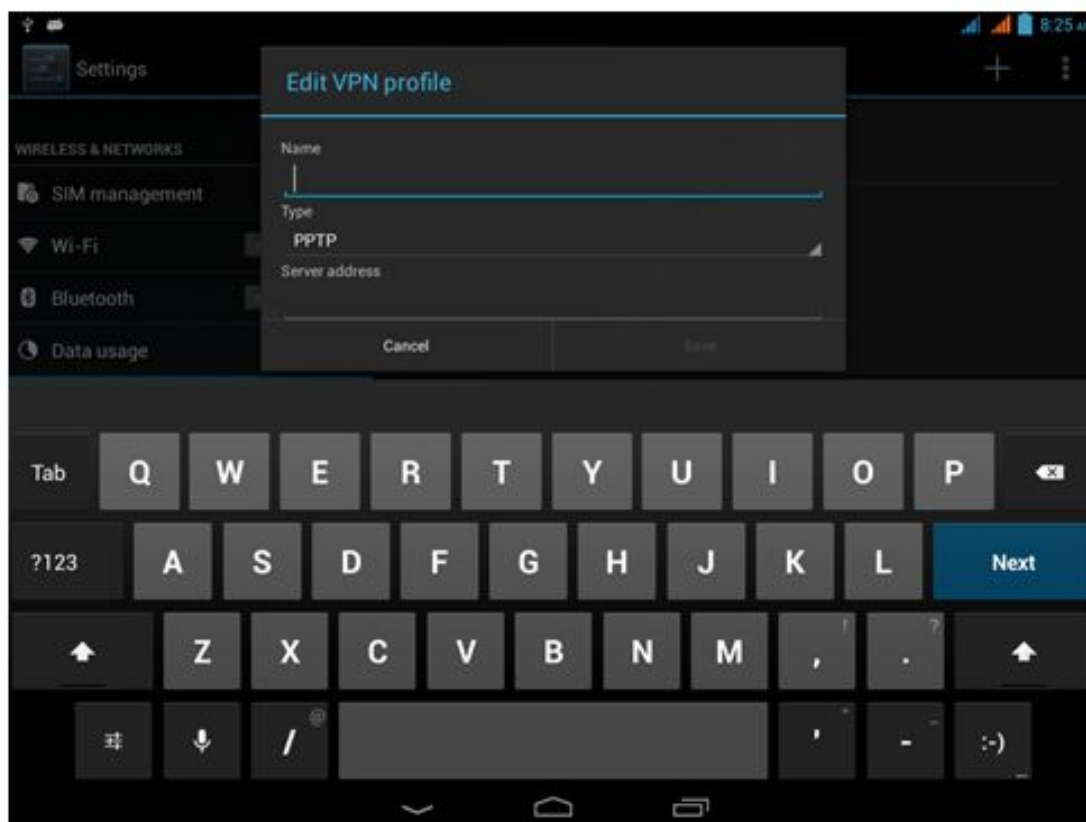 8:25 A
Settings
Edit VPN profile
WIRELESS & NETWORKS
Name
SIM management
Type
Wi-Fi
PPTP
Server address
Bluetooth
Data usage
Cancel
Save
Tab Q W E R T Y U I O P
?123 A S D F G H J K L Next
Z X C V B N M , ! . ?
/ @ ' " - _ :-)